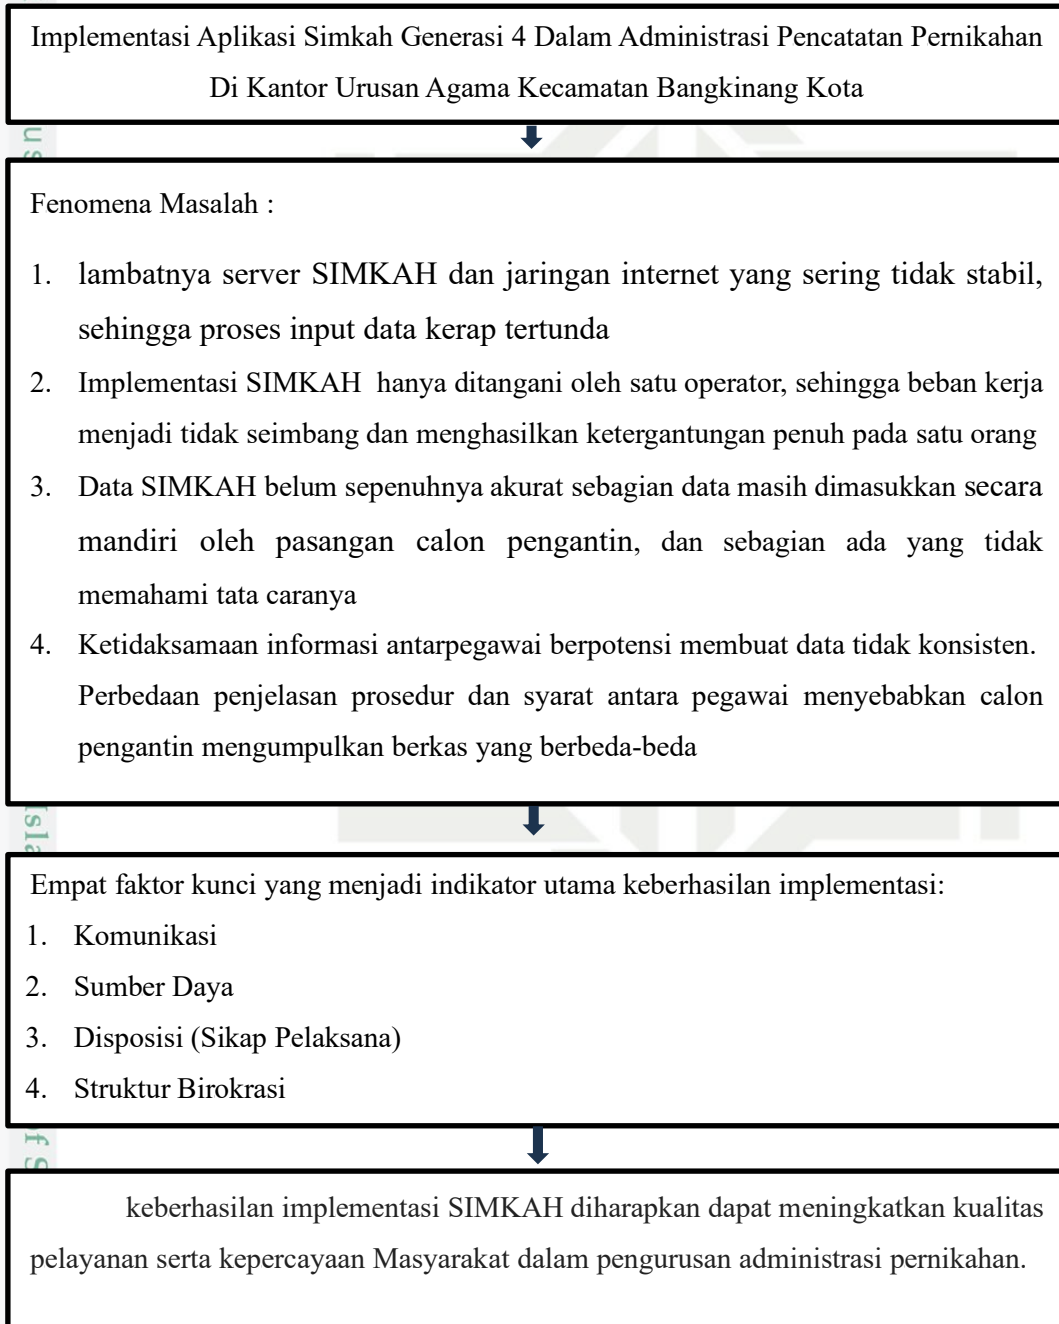 Implementasi Aplikasi Simkah Generasi 4 Dalam Administrasi Pencatatan Pernikahan
Di Kantor Urusan Agama Kecamatan Bangkinang Kota
Fenomena Masalah :
1. lambatnya server SIMKAH dan jaringan internet yang sering tidak stabil,
sehingga proses input data kerap tertunda
2. Implementasi SIMKAH hanya ditangani oleh satu operator, sehingga beban kerja
menjadi tidak seimbang dan menghasilkan ketergantungan penuh pada satu orang
3. Data SIMKAH belum sepenuhnya akurat sebagian data masih dimasukkan secara
mandiri oleh pasangan calon pengantin, dan sebagian ada yang tidak
memahami tata caranya
4. Ketidaksamaan informasi antarpegawai berpotensi membuat data tidak konsisten.
Perbedaan penjelasan prosedur dan syarat antara pegawai menyebabkan calon
pengantin mengumpulkan berkas yang berbeda-beda
Empat faktor kunci yang menjadi indikator utama keberhasilan implementasi:
1. Komunikasi
2. Sumber Daya
3. Disposisi (Sikap Pelaksana)
4. Struktur Birokrasi
keberhasilan implementasi SIMKAH diharapkan dapat meningkatkan kualitas
pelayanan serta kepercayaan Masyarakat dalam pengurusan administrasi pernikahan.